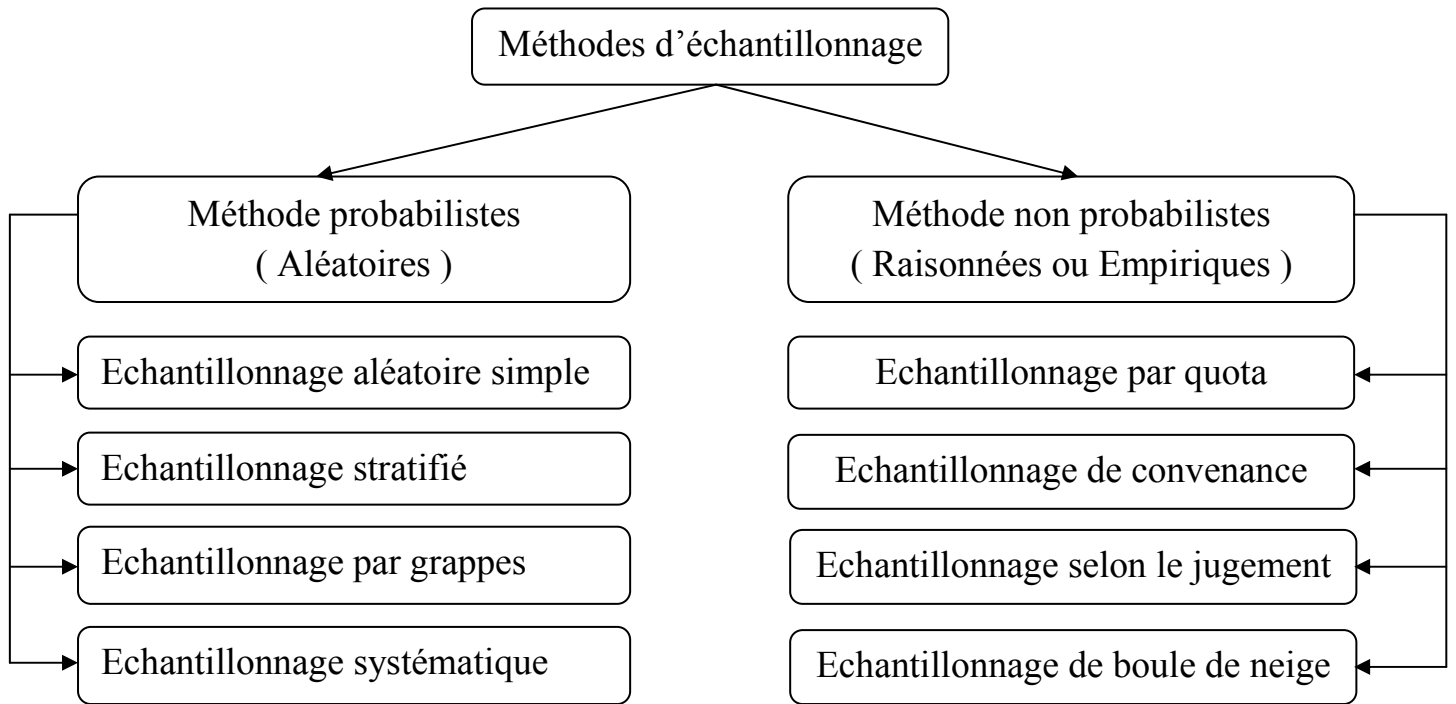 Méthodes d’échantillonnage
Méthode probabilistes
( Aléatoires )
Echantillonnage aléatoire simple
Echantillonnage stratifié
Echantillonnage par grappes
Echantillonnage systématique
Méthode non probabilistes
( Raisonnées ou Empiriques )
Echantillonnage par quota
Echantillonnage de convenance
Echantillonnage selon le jugement
Echantillonnage de boule de neige